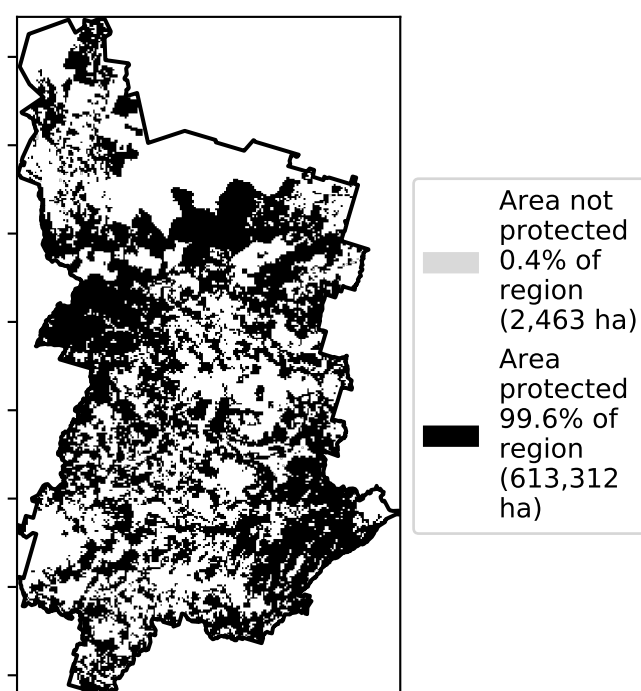 Area not
protected
0.4% of
region
(2,463 ha)
Area
protected
99.6% of
region
(613,312
ha)